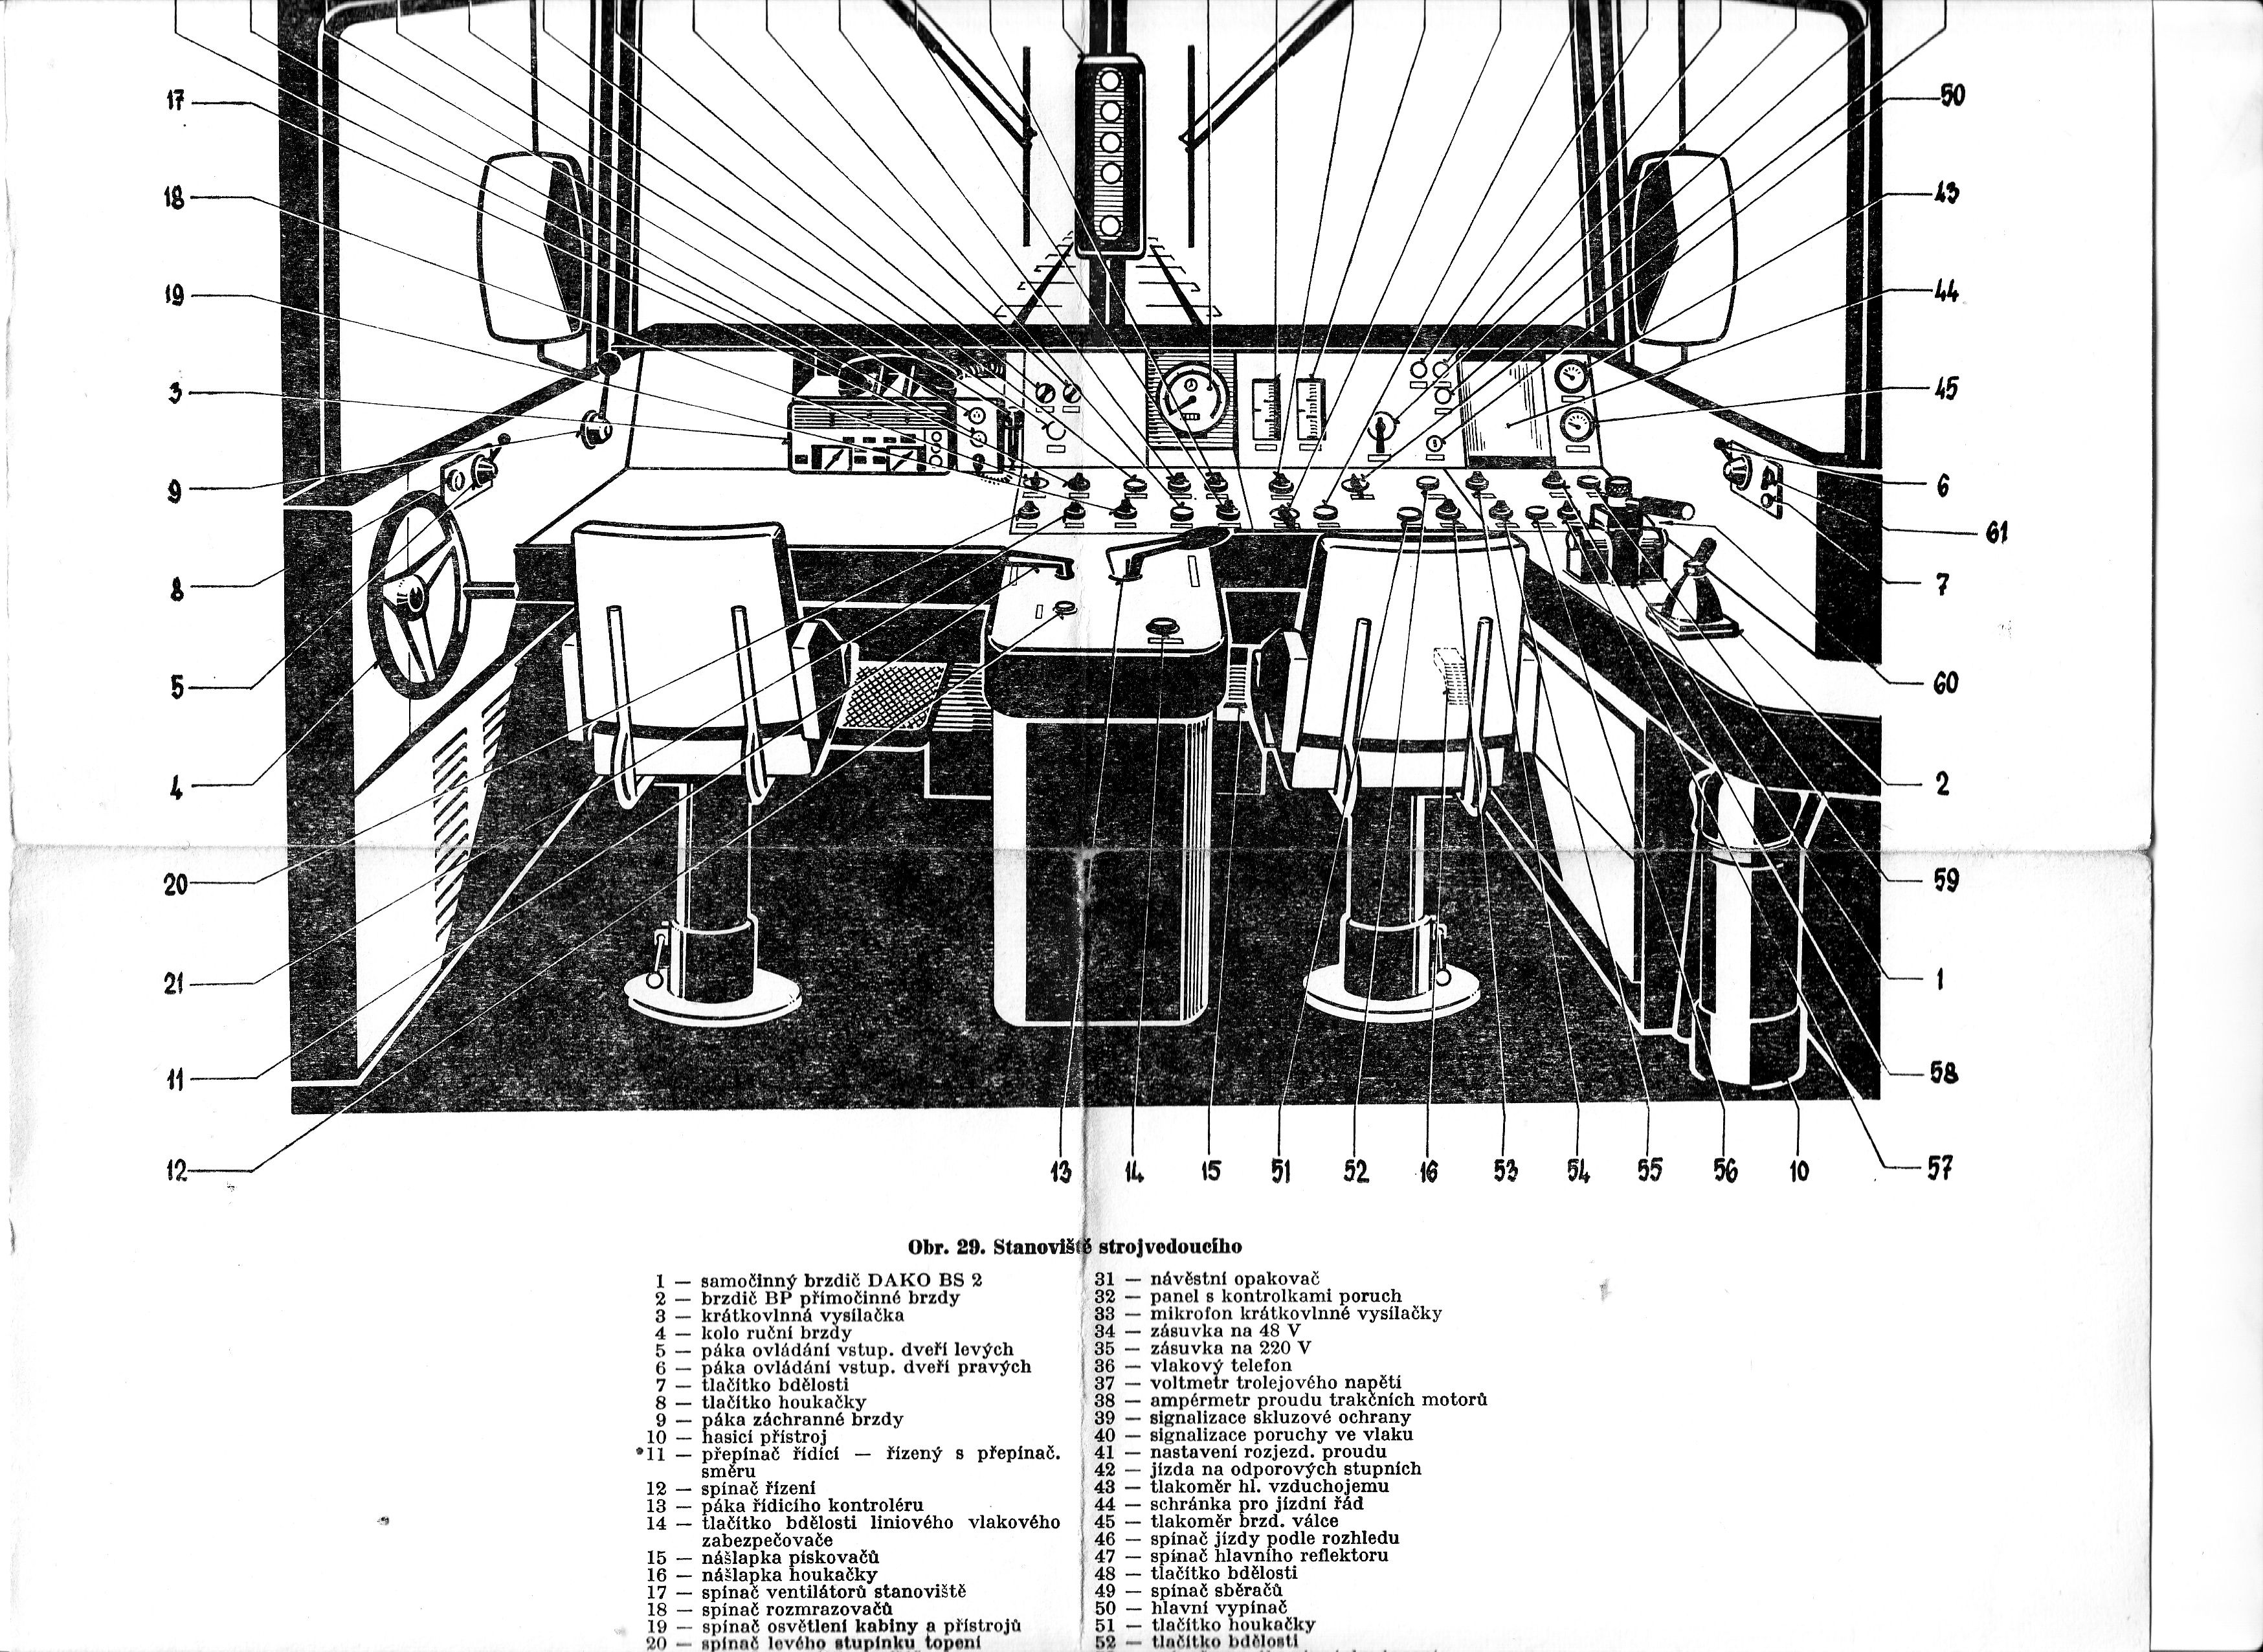 17
50
18
43
19
44
3
45
9
6
61
8
7
5
60
4
2
20
59
21
1
11
58
12
13
14
15
51
52
16
53
54
55
56
10
57
Obr. 29. Stanoviště strojvedoucího
1 — samočinný brzdič DAKO BS 2
2 — brzdič BP přímočinné brzdy
3 — krátkovlnná vysílačka
4 — kolo ruční brzdy
5 — páka ovládání vstup. dveří levých
6 — páka ovládání vstup. dveří pravých
7 — tlačítko bdělosti
8 — tlačítko houkačky
9 — páka záchranné brzdy
10 — hasicí přístroj
11 — přepínač řídící — řízený s přepínač.
směru
12 — spínač řízení
13 — páka řídicího kontroléru
14 — tlačítko bdělosti liniového vlakového
zabezpečovače
15 — nášlapka pískovačů
16 — nášlapka houkačky
17 — spínač ventilátorů stanoviště
18 — spínač rozmrazovačů
19 — spínač osvětlení kabiny a přístrojů
20 — spínač levého stupínku topení
31 — návěstní opakovač
32 — panel s kontrolkami poruch
33 — mikrofon krátkovlnné vysílačky
34 — zásuvka na 48 V
35 — zásuvka na 220 V
36 — vlakový telefon
37 — voltmetr trolejového napětí
38 — ampérmetr proudu trakčních motorů
39 — signalizace skluzové ochrany
40 — signalizace poruchy ve vlaku
41 — nastavení rozjezd. proudu
42 — jízda na odporových stupních
43 — tlakoměr hl. vzduchojemu
44 — schránka pro jízdní řád
45 — tlakoměr brzd. válce
46 — spínač jízdy podle rozhledu
47 — spínač hlavního reflektoru
48 — tlačítko bdělosti
49 — spínač sběračů
50 — hlavní vypínač
51 — tlačítko houkačky
52 — tlačítko bdělosti